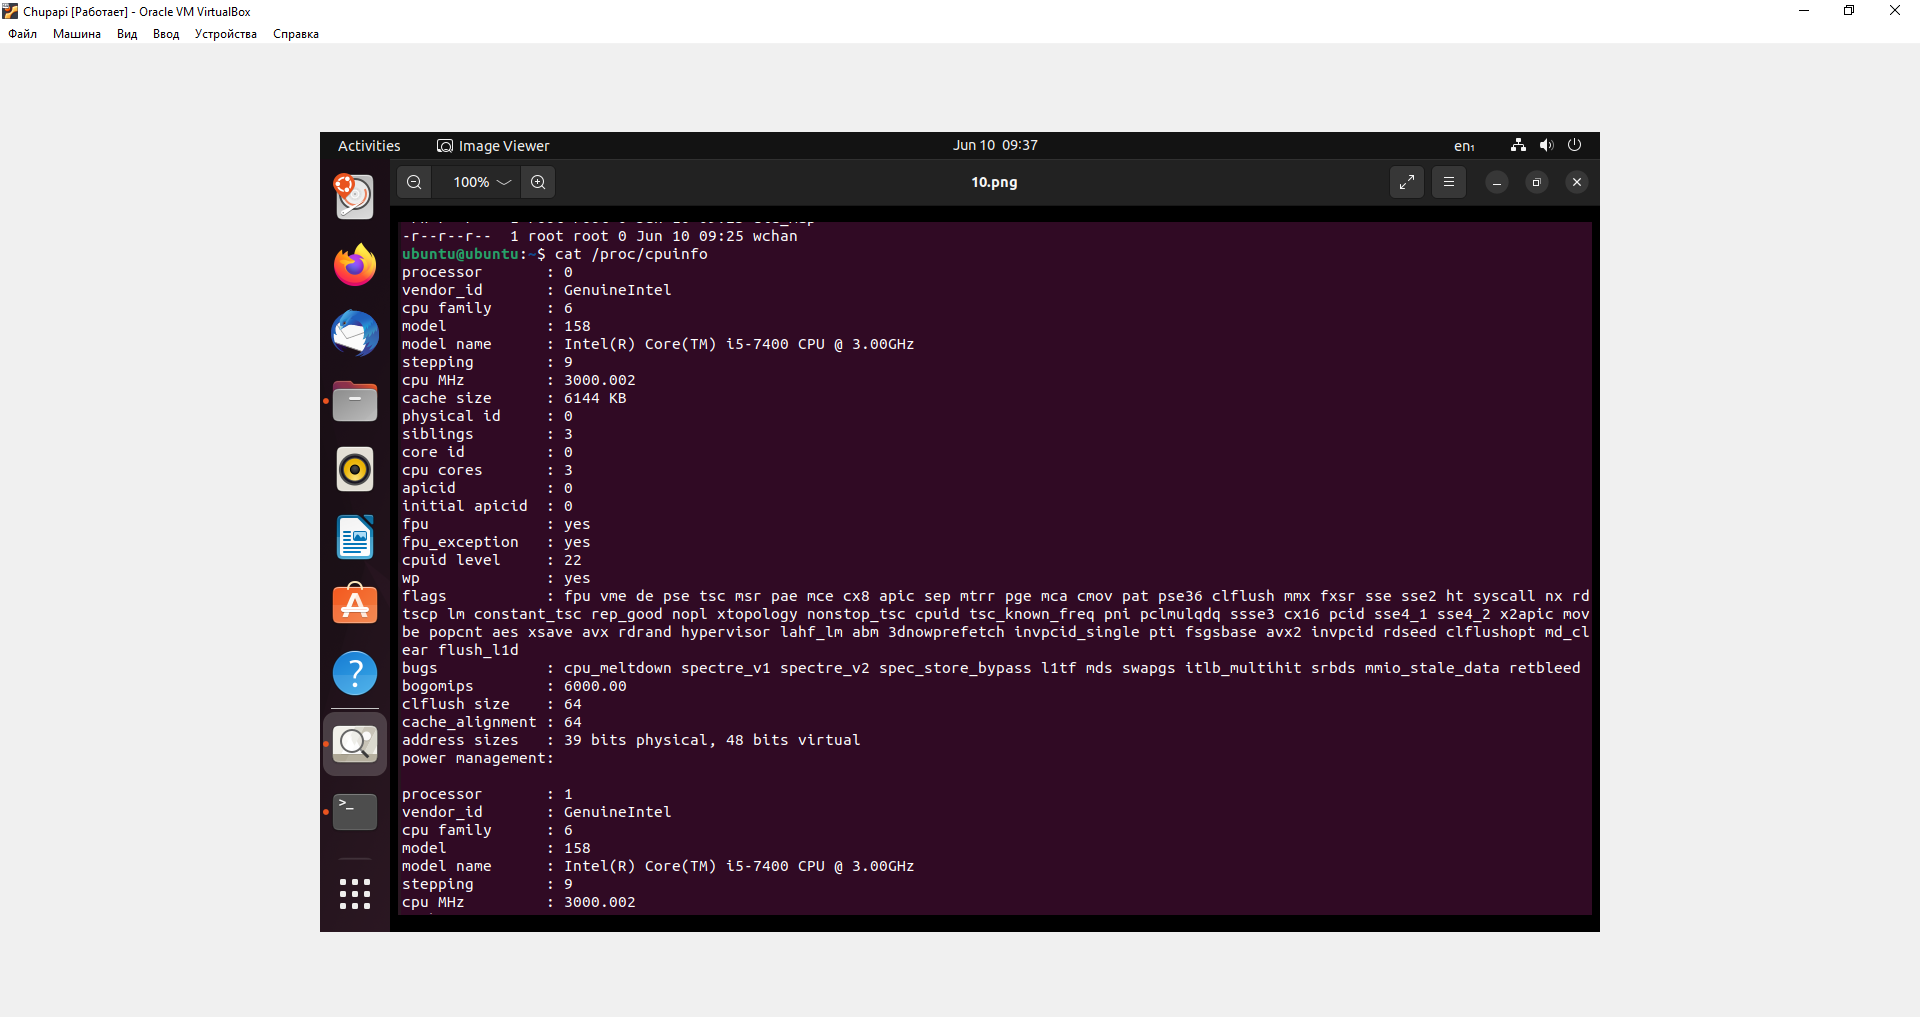 Chupapi [Работает] - Oracle VM VirtualBox
Файл Машина Вид Ввод Устройства Справка
Activities Image Viewer Jun 10 09:37 en₁
100% 10.png
-r--r--r-- 1 root root 0 Jun 10 09:25 wchan
ubuntu@ubuntu:~$ cat /proc/cpuinfo
processor : 0
vendor_id : GenuineIntel
cpu family : 6
model : 158
model name : Intel(R) Core(TM) i5-7400 CPU @ 3.00GHz
stepping : 9
cpu MHz : 3000.002
cache size : 6144 KB
physical id : 0
siblings : 3
core id : 0
cpu cores : 3
apicid : 0
initial apicid : 0
fpu : yes
fpu_exception : yes
cpuid level : 22
wp : yes
flags : fpu vme de pse tsc msr pae mce cx8 apic sep mtrr pge mca cmov pat pse36 clflush mmx fxsr sse sse2 ht syscall nx rd
tscp lm constant_tsc rep_good nopl xtopology nonstop_tsc cpuid tsc_known_freq pni pclmulqdq ssse3 cx16 pcid sse4_1 sse4_2 x2apic mov
be popcnt aes xsave avx rdrand hypervisor lahf_lm abm 3dnowprefetch invpcid_single pti fsgsbase avx2 invpcid rdseed clflushopt md_cl
ear flush_l1d
bugs : cpu_meltdown spectre_v1 spectre_v2 spec_store_bypass l1tf mds swapgs itlb_multihit srbds mmio_stale_data retbleed
bogomips : 6000.00
clflush size : 64
cache_alignment : 64
address sizes : 39 bits physical, 48 bits virtual
power management:
processor : 1
vendor_id : GenuineIntel
cpu family : 6
model : 158
model name : Intel(R) Core(TM) i5-7400 CPU @ 3.00GHz
stepping : 9
cpu MHz : 3000.002